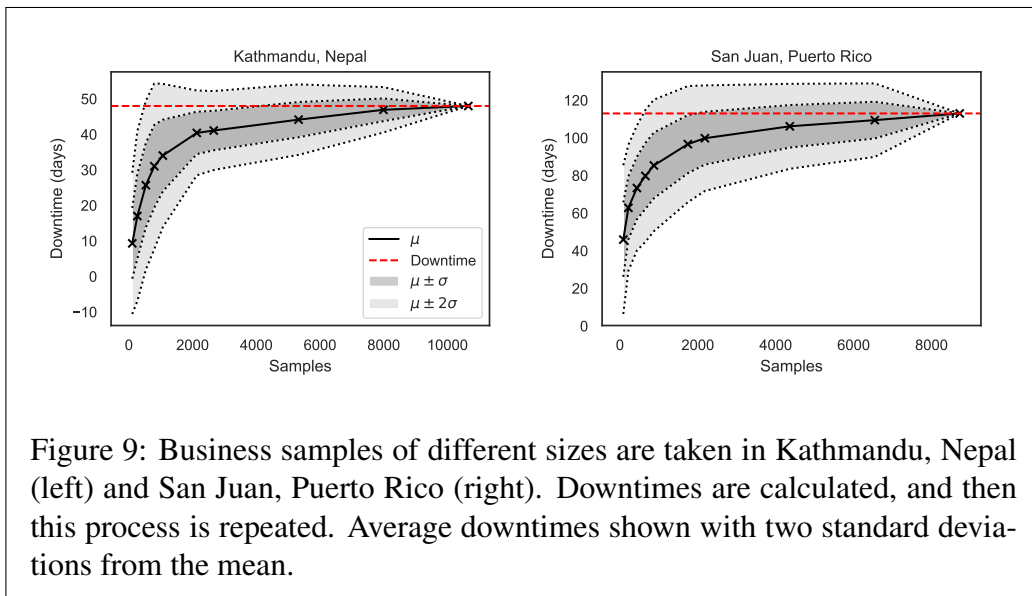 Kathmandu, Nepal
Downtime (days)
50
40
30
20
10
0
−10
0 2000 4000 6000 8000 10000
Samples
μ
Downtime
μ ± σ
μ ± 2σ
San Juan, Puerto Rico
Downtime (days)
120
100
80
60
40
20
0
0 2000 4000 6000 8000
Samples
Figure 9: Business samples of different sizes are taken in Kathmandu, Nepal
(left) and San Juan, Puerto Rico (right). Downtimes are calculated, and then
this process is repeated. Average downtimes shown with two standard devia-
tions from the mean.